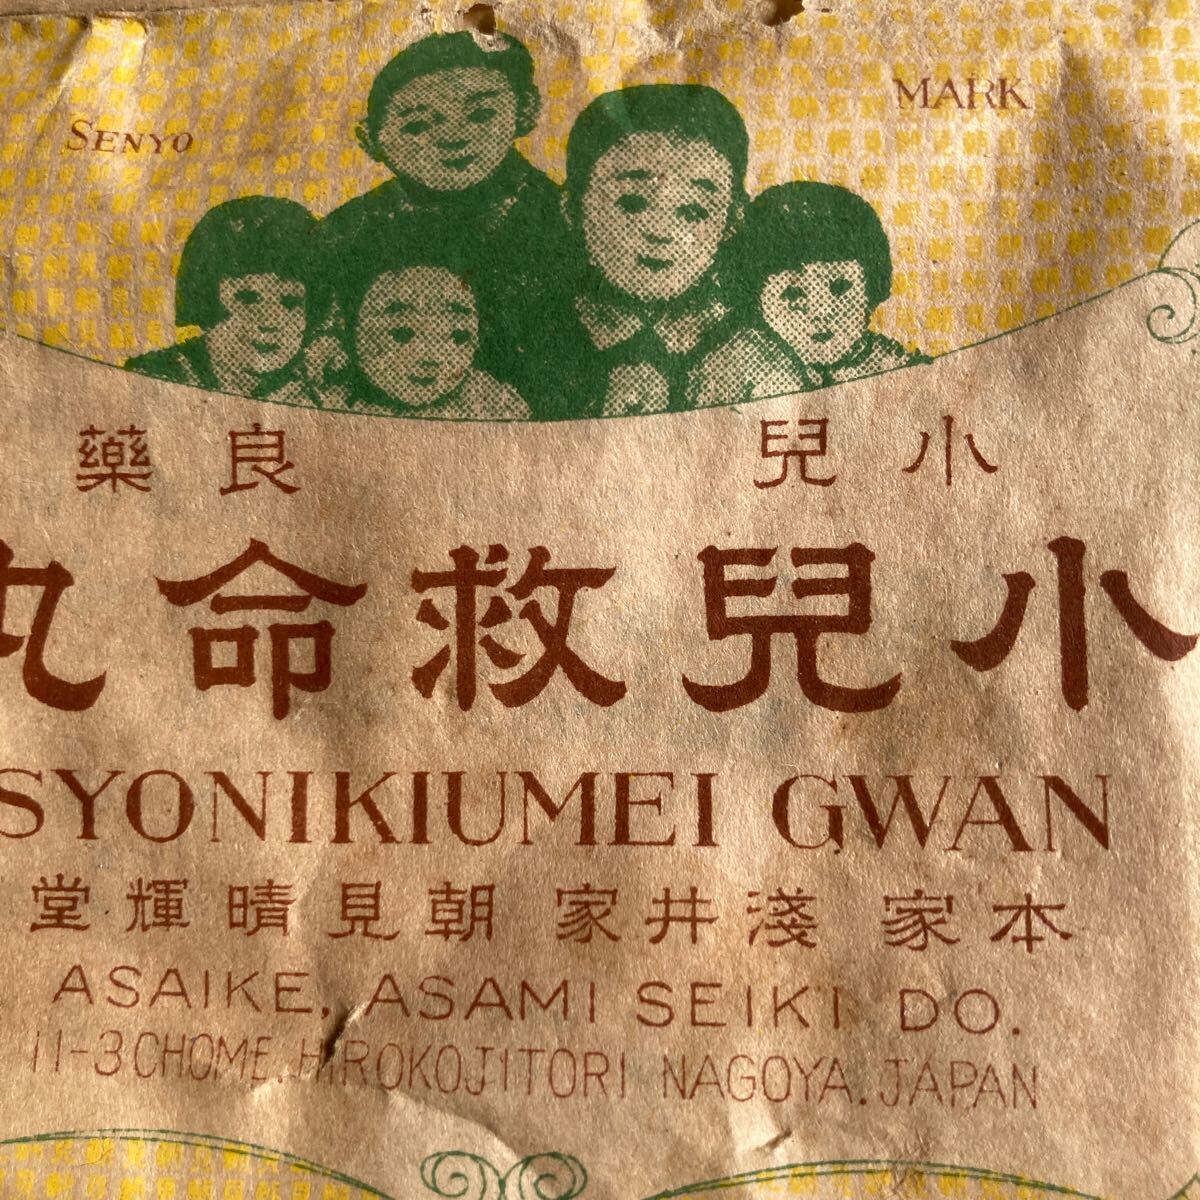 SENYO MARK
小兒 良藥
小兒救命丸
SYONIKIUMEI GWAN
本家 淺井家 朝見晴輝堂
ASAIKE, ASAMI SEIKI DO.
11-3CHOME.HIROKOJITORI NAGOYA.JAPAN